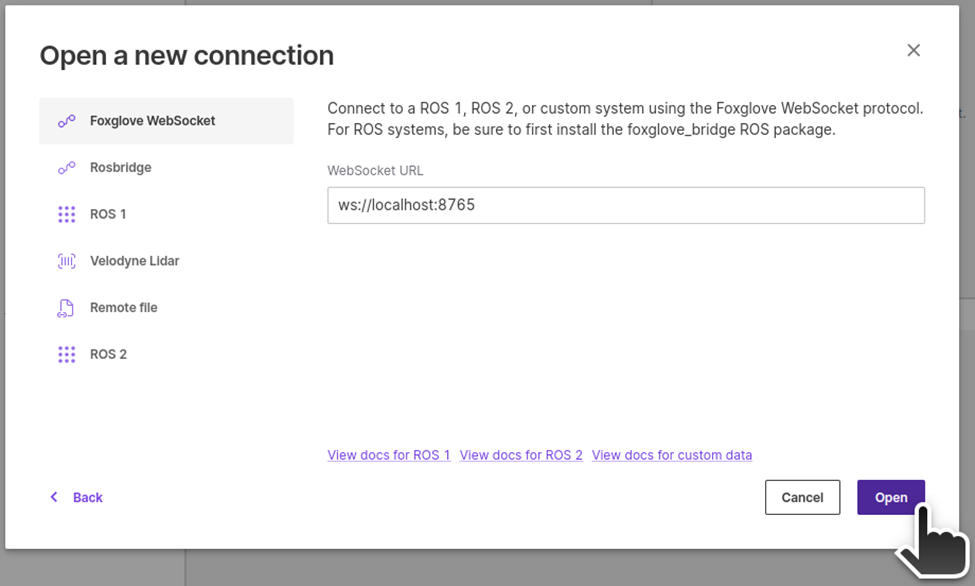 Open a new connection
Foxglove WebSocket
Rosbridge
ROS 1
Velodyne Lidar
Remote file
ROS 2
Connect to a ROS 1, ROS 2, or custom system using the Foxglove WebSocket protocol.
For ROS systems, be sure to first install the foxglove_bridge ROS package.
WebSocket URL
ws://localhost:8765
View docs for ROS 1 View docs for ROS 2 View docs for custom data
Back
Cancel
Open